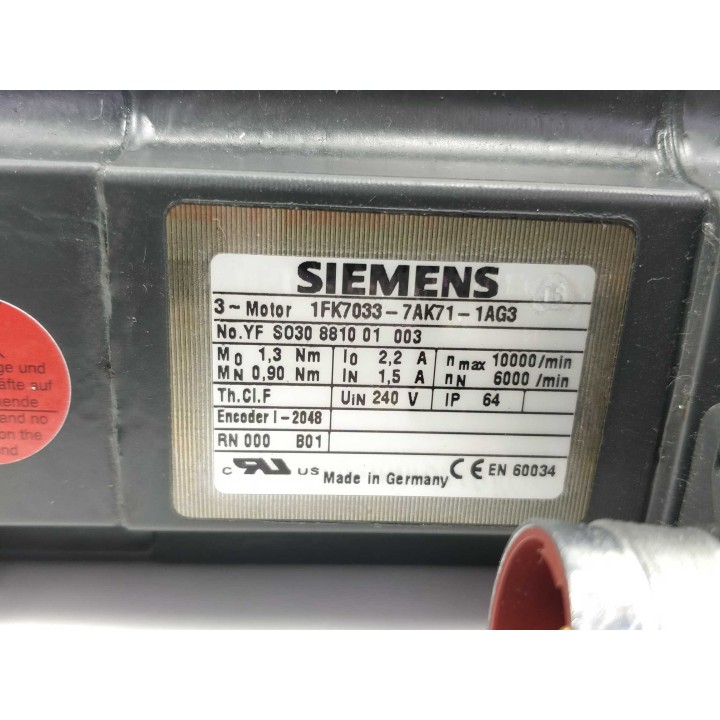 SIEMENS
3~Motor 1FK7033-7AK71-1AG3
No.YF S030 8810 01 003
M0 1,3 Nm I0 2,2 A nmax 10000/min
MN 0,90 Nm IN 1,5 A nN 6000 /min
Th.Cl.F UIN 240 V IP 64
Encoder I-2048
RN 000 B01
c RU US Made in Germany CE EN 60034
ge und
äfte auf
ende
and no
on the
end